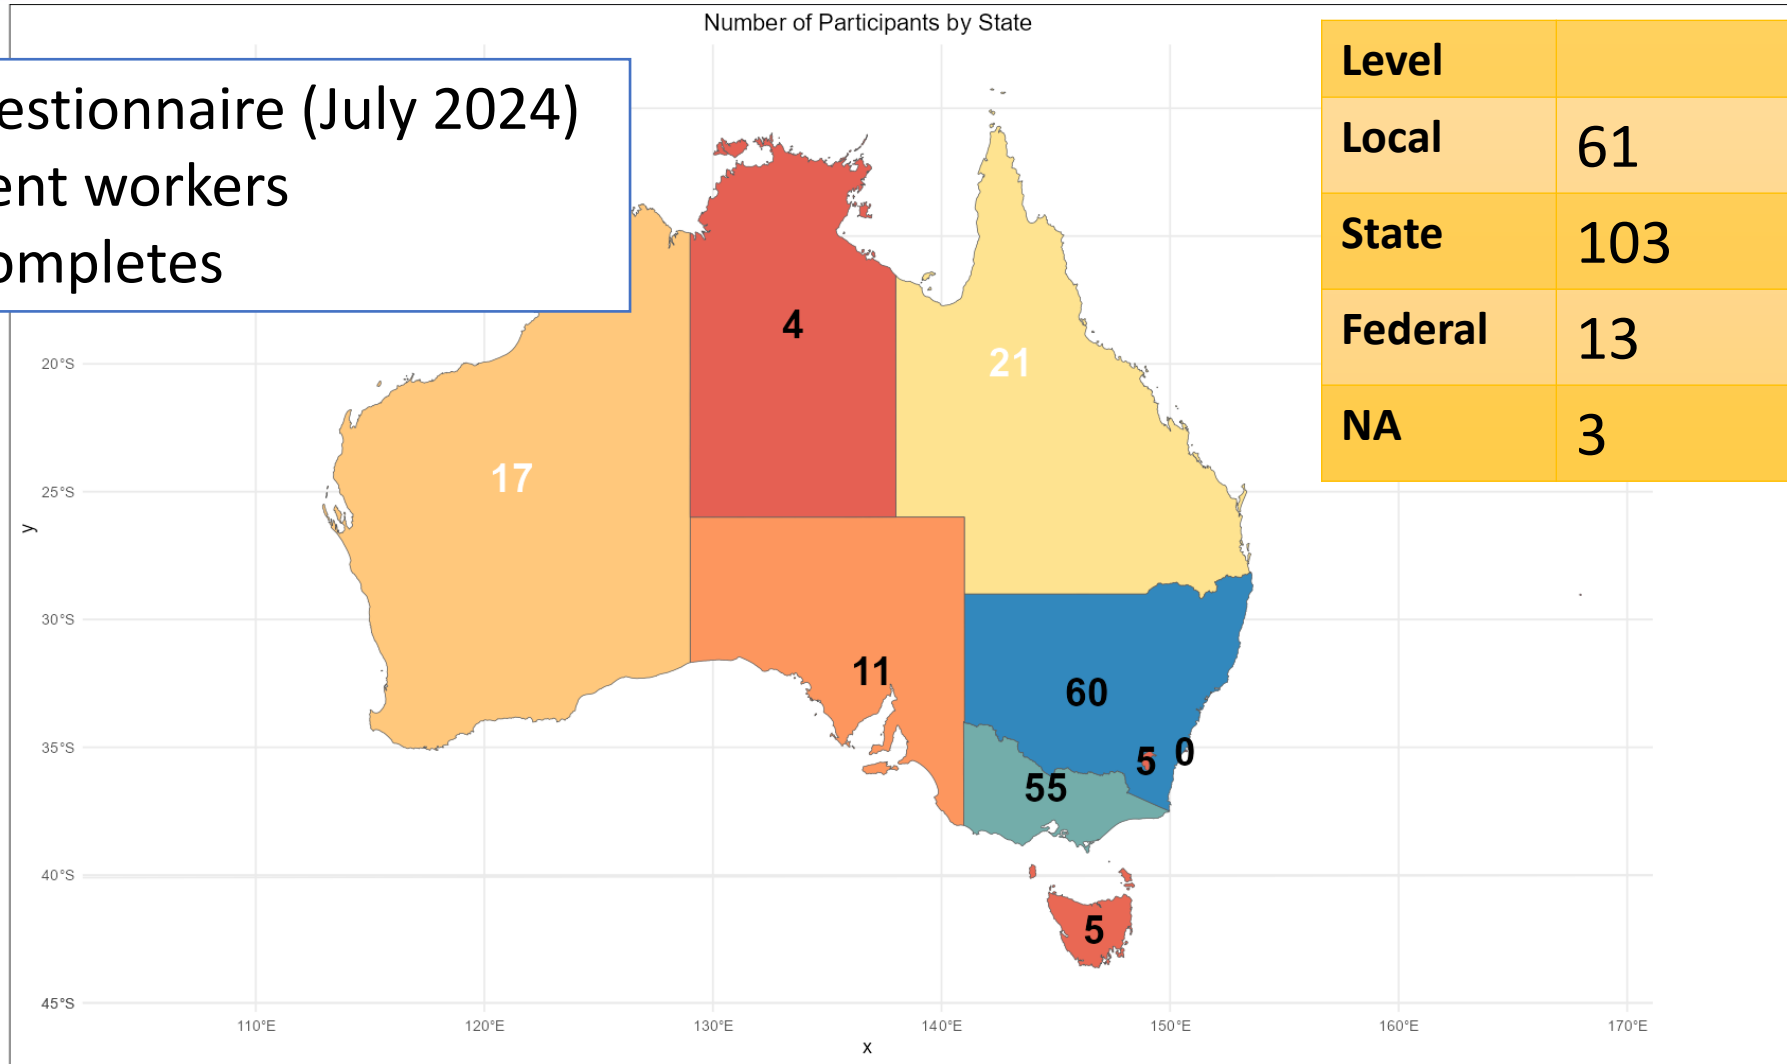 Number of Participants by State
estionnaire (July 2024)
ent workers
ompletes
Level
Local 61
State 103
Federal 13
NA 3
4
21
17
11
60
5 0
55
5
20°S
25°S
30°S
35°S
40°S
45°S
y
110°E 120°E 130°E 140°E 150°E 160°E 170°E
x